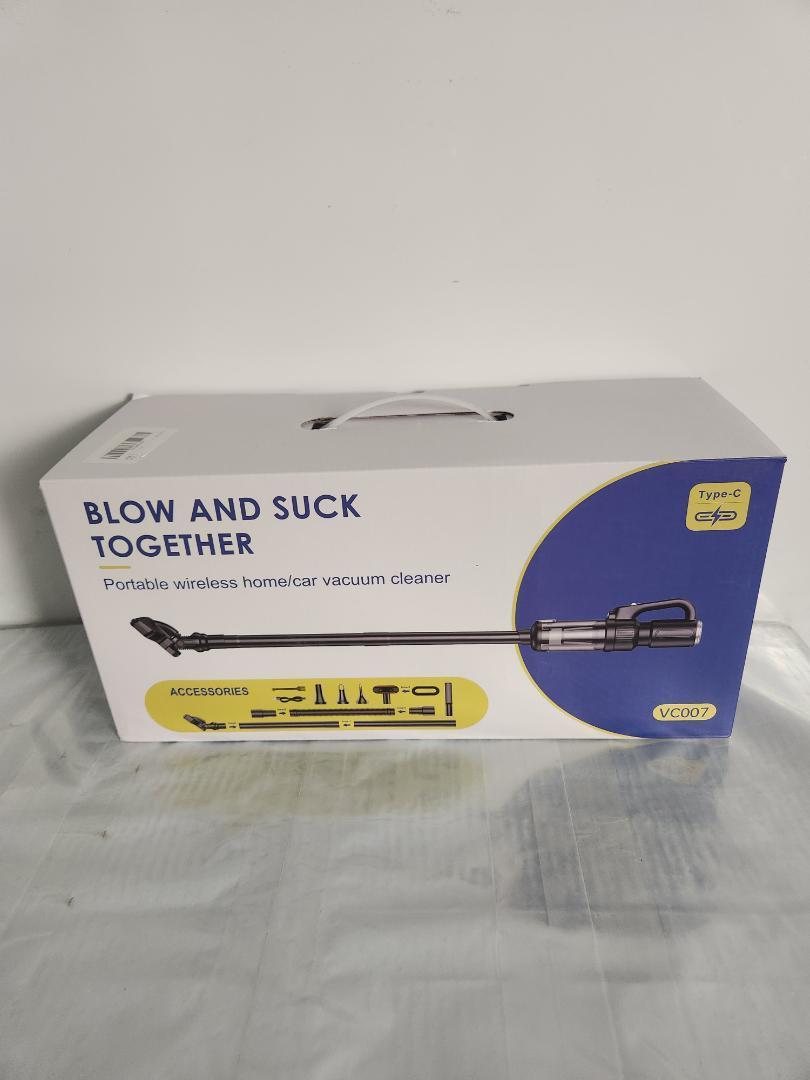 BLOW AND SUCK
TOGETHER
Portable wireless home/car vacuum cleaner
Type-C
ACCESSORIES
VC007